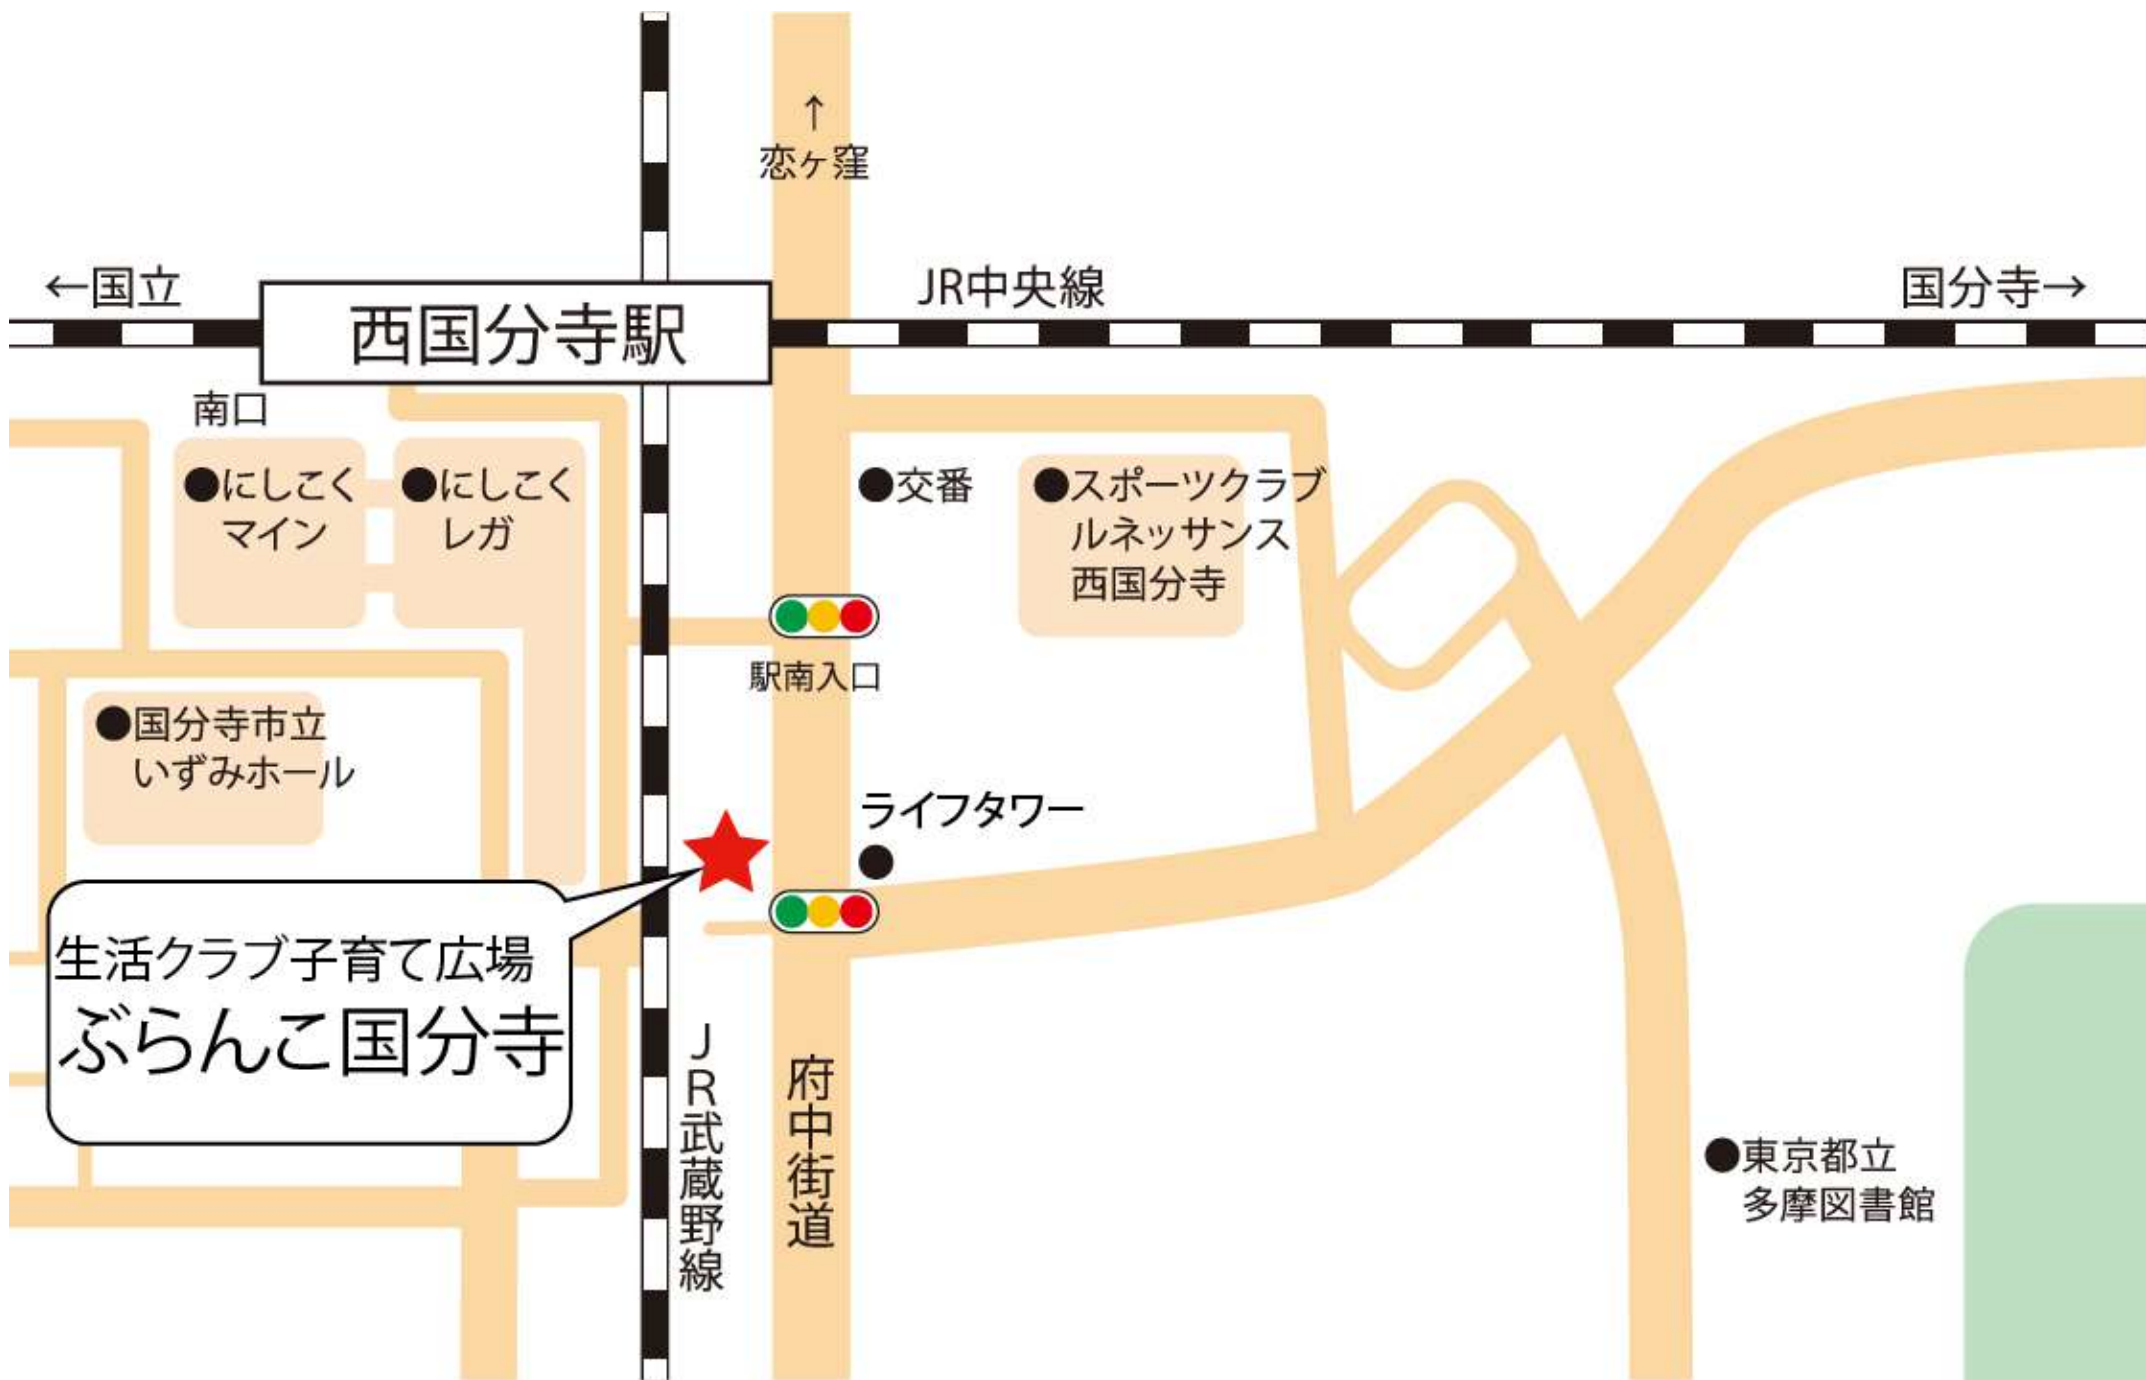 ↑
恋ヶ窪
←国立
西国分寺駅
JR中央線
国分寺→
南口
●にしこく
マイン
●にしこく
レガ
●交番
●スポーツクラブ
ルネッサンス
西国分寺
駅南入口
●国分寺市立
いずみホール
ライフタワー
生活クラブ子育て広場
ぶらんこ国分寺
JR武蔵野線
府中街道
●東京都立
多摩図書館